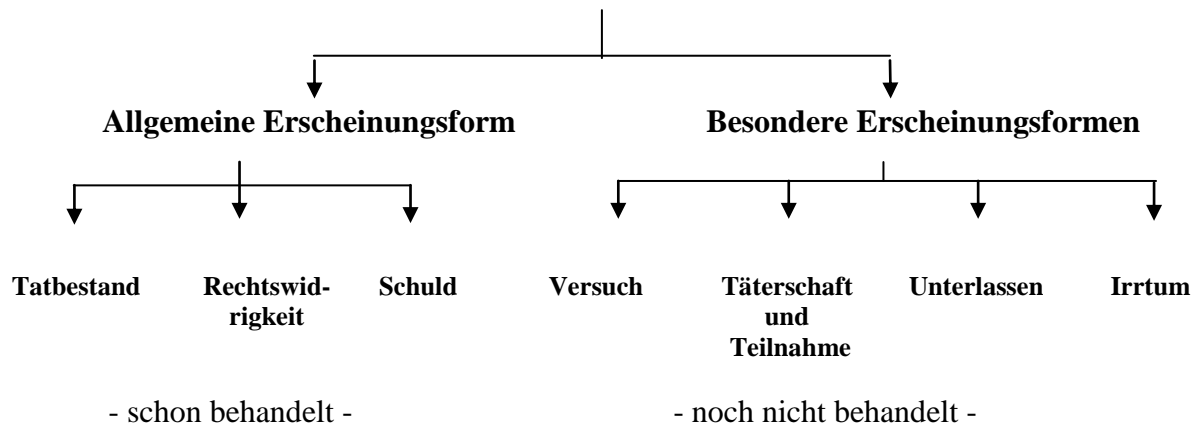 Allgemeine Erscheinungsform
Besondere Erscheinungsformen
Tatbestand
Rechtswid-
rigkeit
Schuld
Versuch
Täterschaft
und
Teilnahme
Unterlassen
Irrtum
- schon behandelt -
- noch nicht behandelt -